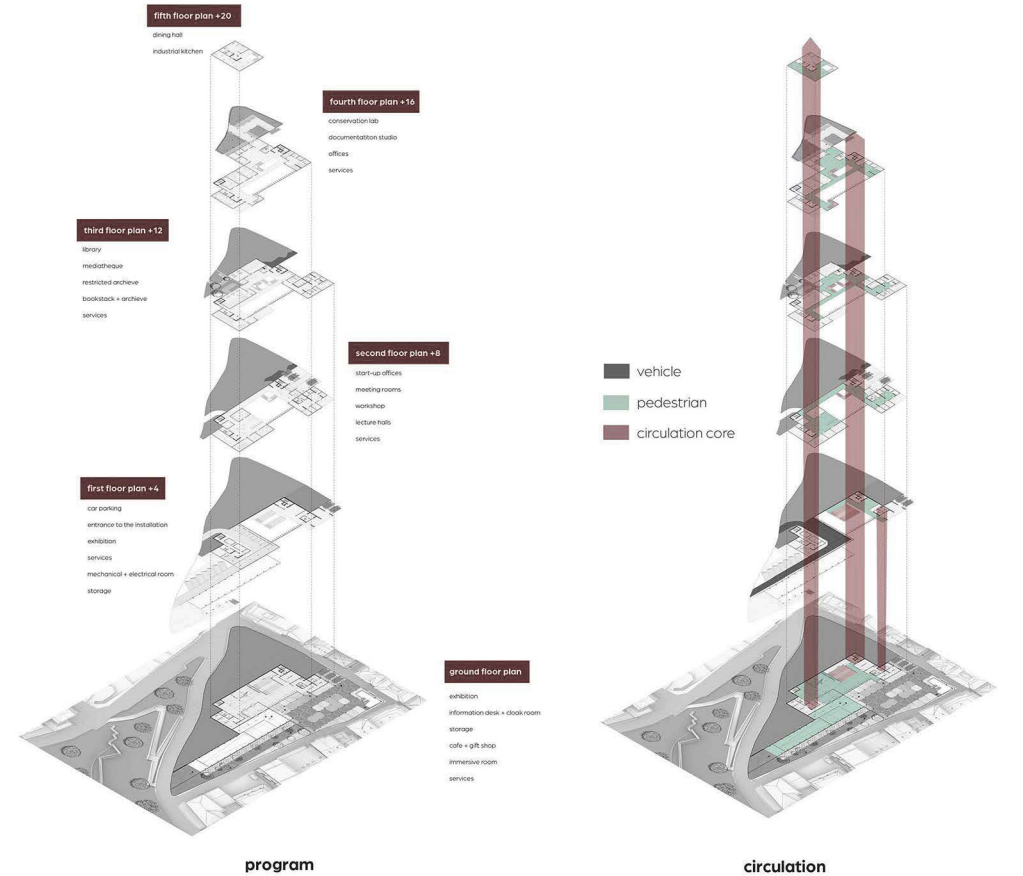 fifth floor plan +20
dining hall
industrial kitchen
fourth floor plan +16
conservation lab
documentatiton studio
offices
services
third floor plan +12
library
mediatheque
restricted archieve
bookstack + archieve
services
second floor plan +8
start-up offices
meeting rooms
workshop
lecture halls
services
first floor plan +4
car parking
entrance to the installation
exhibition
services
mechanical + electrical room
storage
ground floor plan
exhibition
information desk + cloak room
storage
cafe + gift shop
immersive room
services
program
vehicle
pedestrian
circulation core
circulation